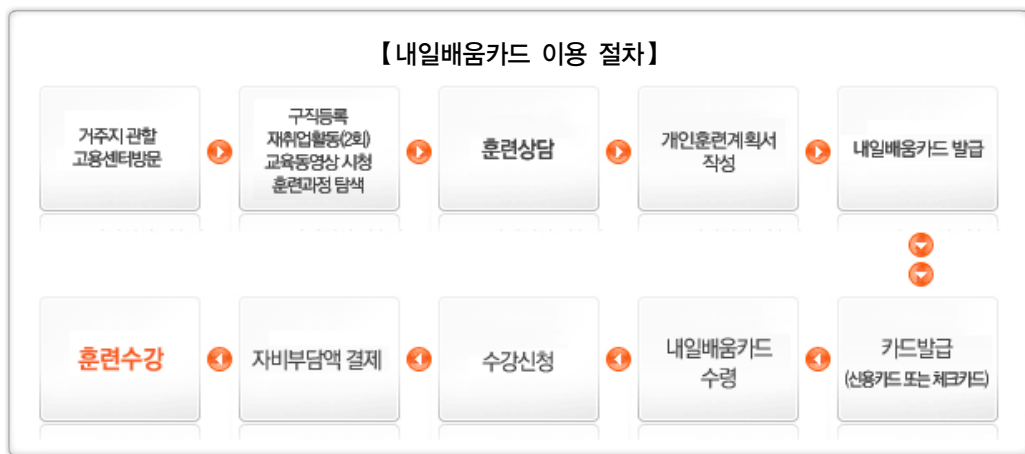 【내일배움카드 이용 절차】
거주지 관할
고용센터방문
구직등록
재취업활동(2회)
교육동영상 시청
훈련과정 탐색
훈련상담
개인훈련계획서
작성
내일배움카드 발급
카드발급
(신용카드 또는 체크카드)
내일배움카드
수령
수강신청
자비부담액 결제
훈련수강